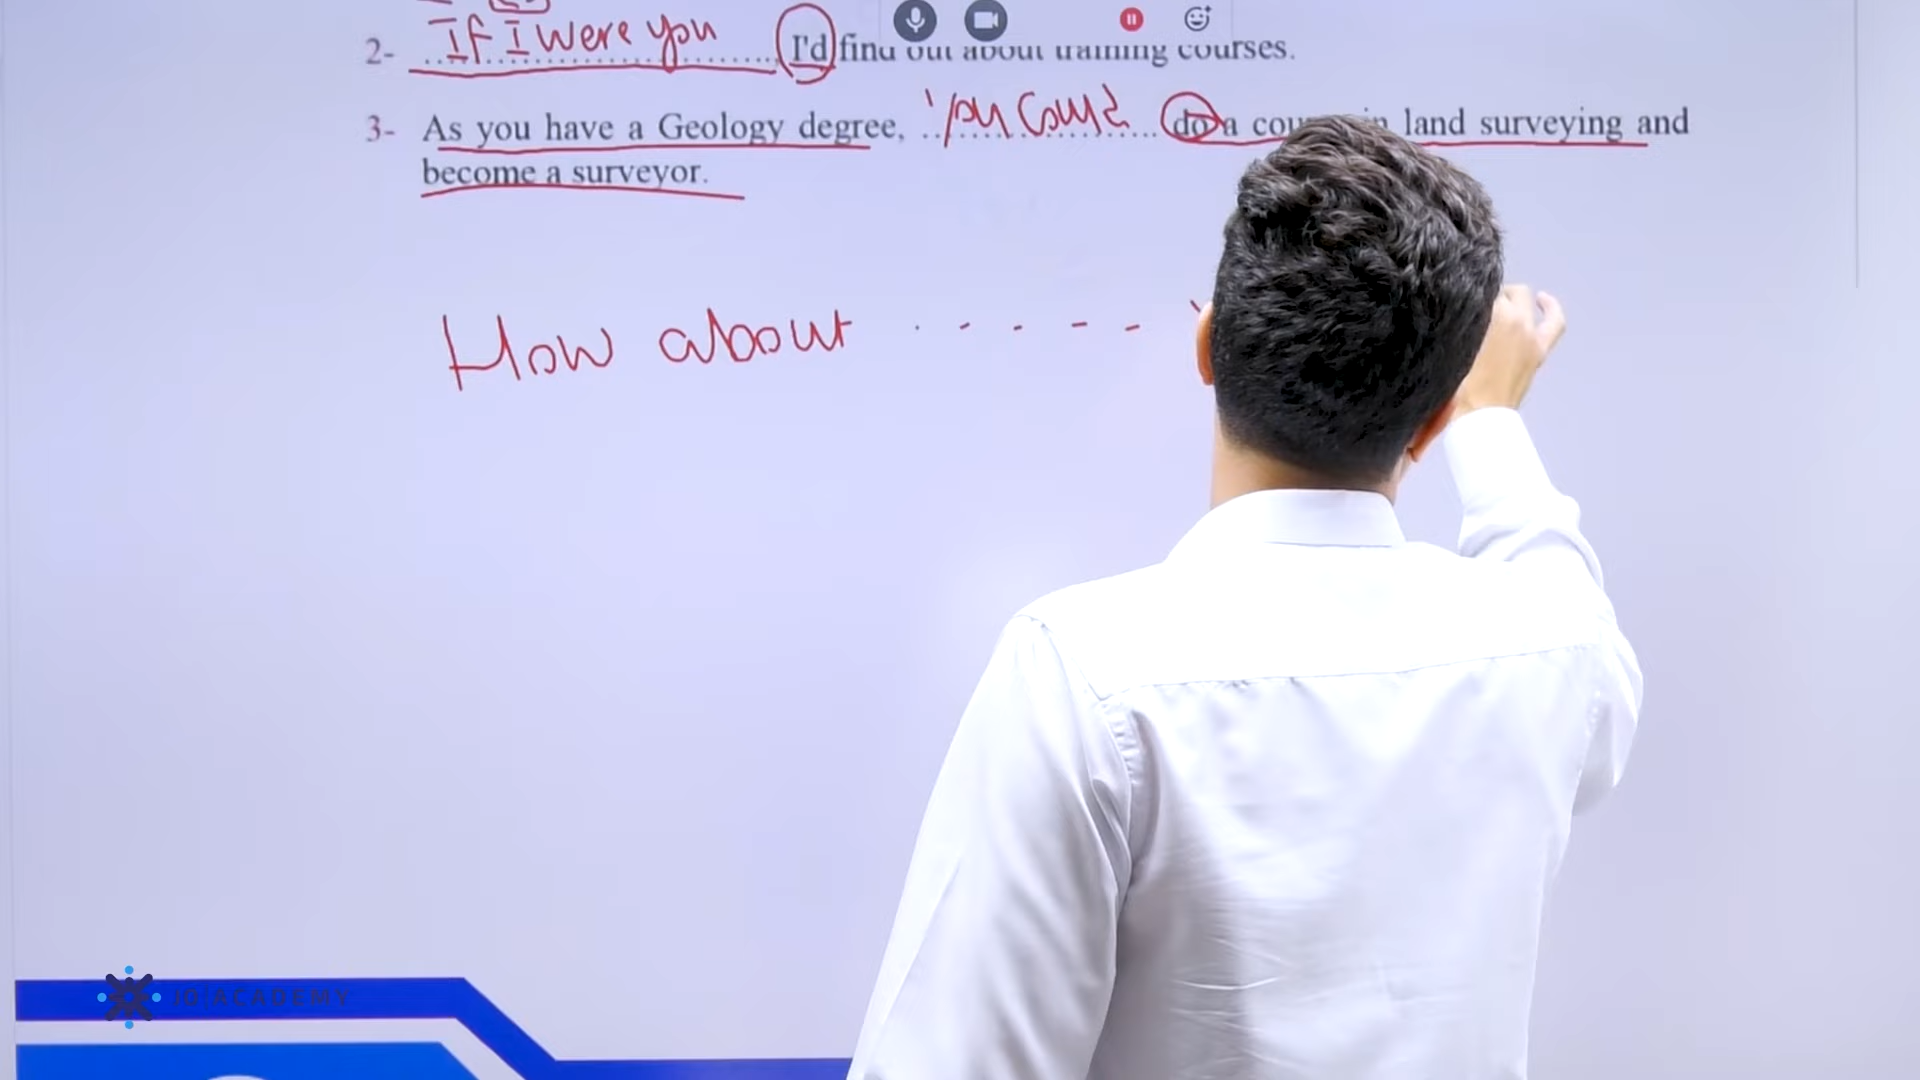 2- If I were you I'd find out about training courses.
3- As you have a Geology degree, you could do a course in land surveying and
become a surveyor.
How about - - - - -
IQ ACADEMY